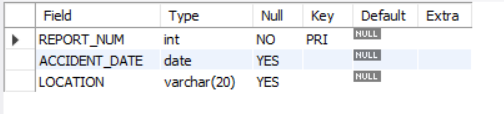 Field Type Null Key Default Extra
REPORT_NUM int NO PRI NULL
ACCIDENT_DATE date YES NULL
LOCATION varchar(20) YES NULL